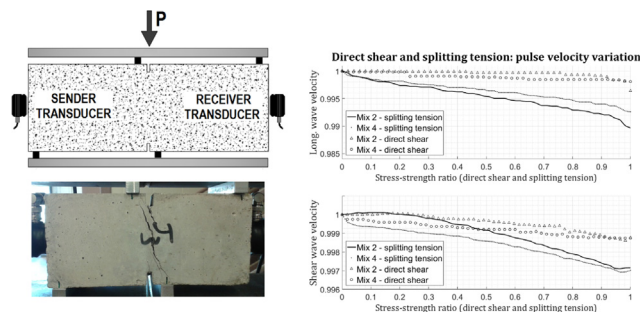 P
SENDER
TRANSDUCER
RECEIVER
TRANSDUCER
34
Direct shear and splitting tension: pulse velocity variation
Long. wave velocity
1
0.995
0.99
0.985
Mix 2 - splitting tension
Mix 4 - splitting tension
Mix 2 - direct shear
Mix 4 - direct shear
0 0.1 0.2 0.3 0.4 0.5 0.6 0.7 0.8 0.9 1
Stress-strength ratio (direct shear and splitting tension)
Shear wave velocity
1
0.999
0.998
0.997
0.996
Mix 2 - splitting tension
Mix 4 - splitting tension
Mix 2 - direct shear
Mix 4 - direct shear
0 0.1 0.2 0.3 0.4 0.5 0.6 0.7 0.8 0.9 1
Stress-strength ratio (direct shear and splitting tension)